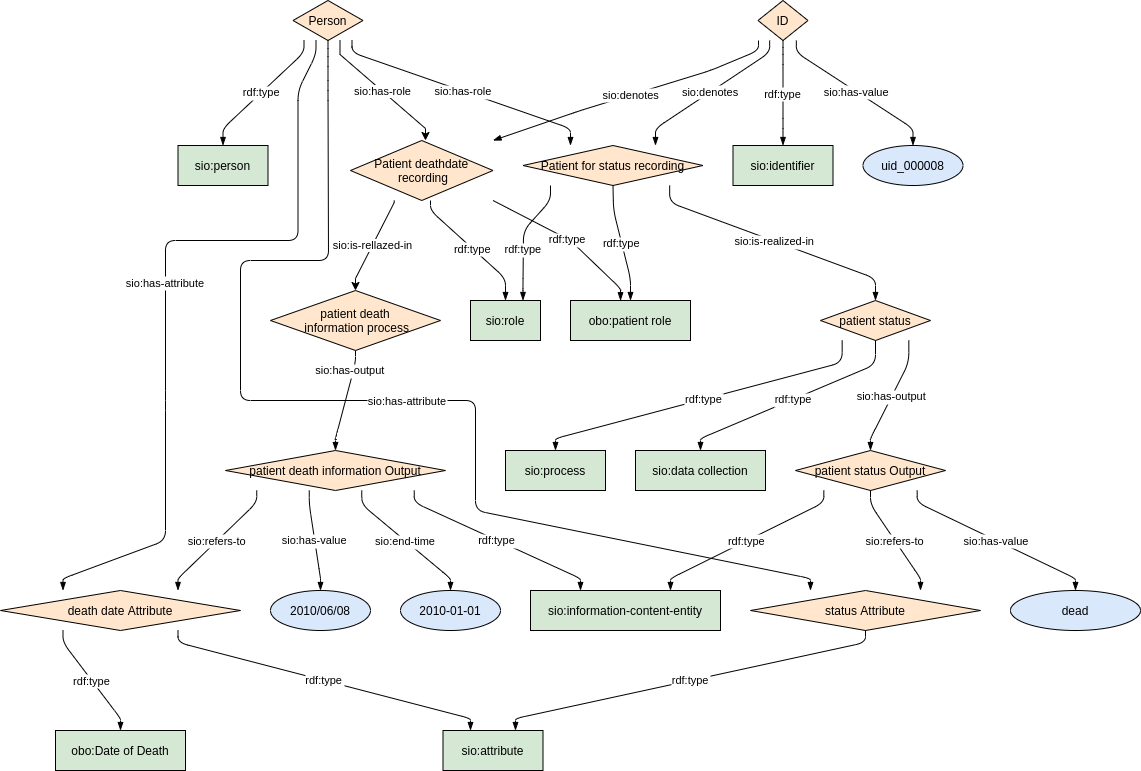 Person
ID
rdf:type
sio:has-role
sio:has-role
sio:denotes
sio:denotes
rdf:type
sio:has-value
sio:person
Patient deathdate
recording
Patient for status recording
sio:identifier
uid_000008
sio:is-rellazed-in
rdf:type
rdf:type
rdf:type
rdf:type
sio:is-realized-in
sio:has-attribute
patient death
information process
sio:role
obo:patient role
patient status
sio:has-output
sio:has-attribute
rdf:type
rdf:type
sio:has-output
patient death information Output
sio:process
sio:data collection
patient status Output
sio:refers-to
sio:has-value
sio:end-time
rdf:type
rdf:type
sio:refers-to
sio:has-value
death date Attribute
2010/06/08
2010-01-01
sio:information-content-entity
status Attribute
dead
rdf:type
rdf:type
rdf:type
obo:Date of Death
sio:attribute